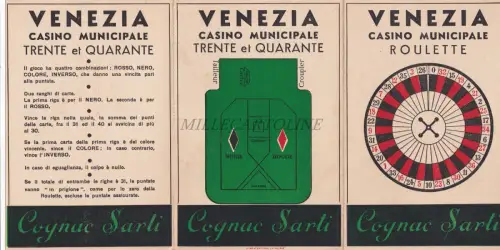 VENEZIA
CASINO MUNICIPALE
TRENTE et QUARANTE
Il gioco ha quattro combinazioni: ROSSO, NERO,
COLORE, INVERSO, che danno una vincita pari
alla puntata.
Due ranghi di carte.
La prima riga è per il NERO. La seconda è per
il ROSSO.
Vince la riga nella quale, la somma dei punti
delle carte, fra il 31 ed il 40 si avvicina di più
al 30.
Se la prima carta della prima riga è del colore
vincente, vince il COLORE; in caso contrario,
vince l'INVERSO.
In caso di eguaglianza, il colpo è nullo.
Se il totale di entrambe le righe è 31, le puntate
vanno "in prigione", come per lo zero della
Roulette, escluse le puntate assicurate.
Cognac Sarti
VENEZIA
CASINO MUNICIPALE
TRENTE et QUARANTE
Tailleur
Croupier
NOIR
ROUGE
Cognac Sarti
VENEZIA
CASINO MUNICIPALE
ROULETTE
Cognac Sarti
MILLECARTOLINE